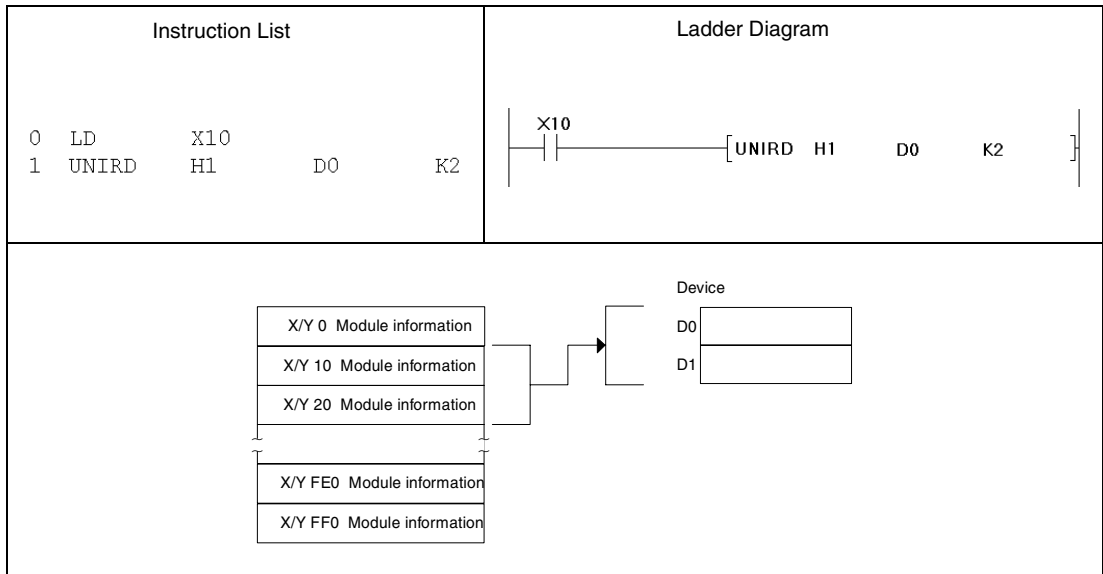 Instruction List
0 LD X10
1 UNIRD H1 D0 K2
Ladder Diagram
X10
UNIRD H1 D0 K2
X/Y 0 Module information
X/Y 10 Module information
X/Y 20 Module information
X/Y FE0 Module information
X/Y FF0 Module information
Device
D0
D1